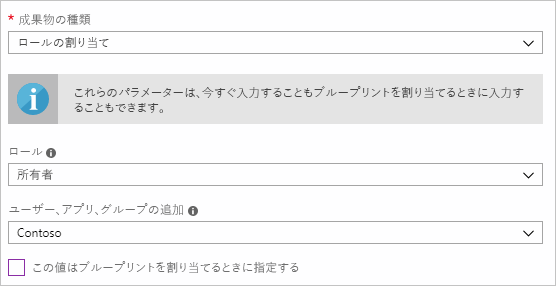 * 成果物の種類
ロールの割り当て
これらのパラメーターは、今すぐ入力することもブループリントを割り当てるときに入力す
ることもできます。
ロール
所有者
ユーザー、アプリ、グループの追加
Contoso
この値はブループリントを割り当てるときに指定する